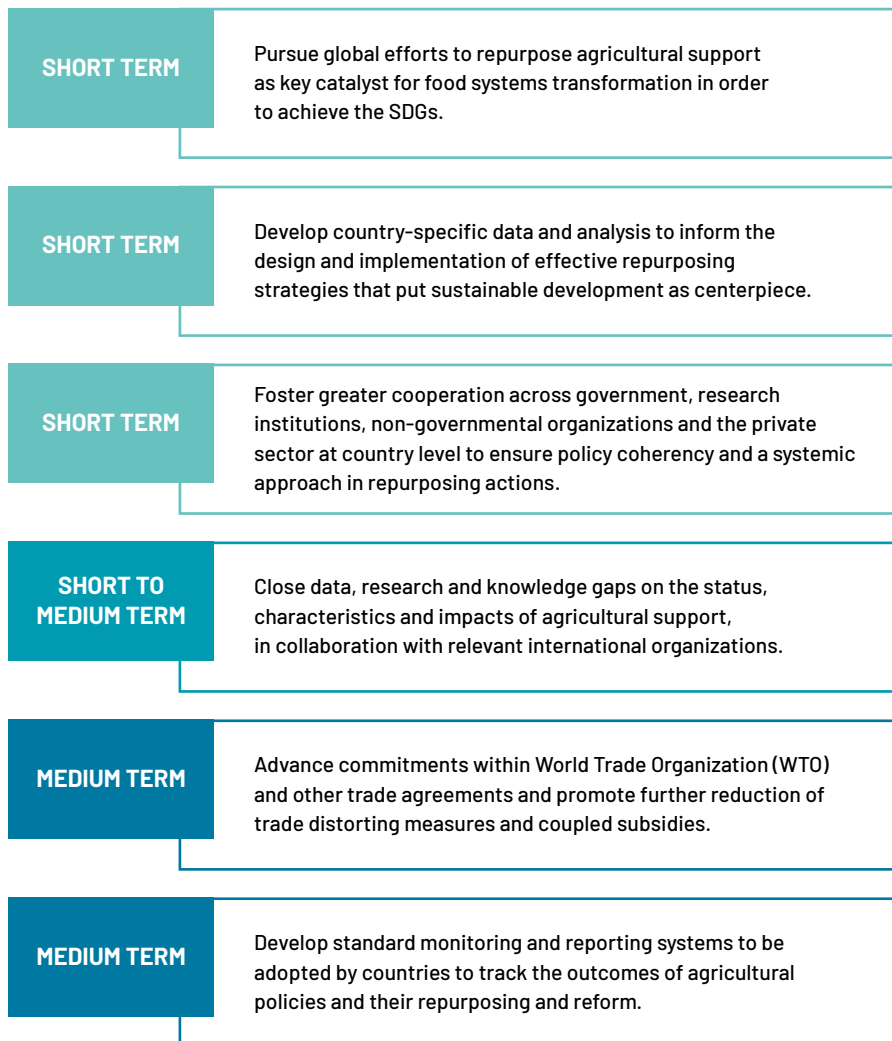 SHORT TERM
Pursue global efforts to repurpose agricultural support
as key catalyst for food systems transformation in order
to achieve the SDGs.
SHORT TERM
Develop country-specific data and analysis to inform the
design and implementation of effective repurposing
strategies that put sustainable development as centerpiece.
SHORT TERM
Foster greater cooperation across government, research
institutions, non-governmental organizations and the private
sector at country level to ensure policy coherency and a systemic
approach in repurposing actions.
SHORT TO
MEDIUM TERM
Close data, research and knowledge gaps on the status,
characteristics and impacts of agricultural support,
in collaboration with relevant international organizations.
MEDIUM TERM
Advance commitments within World Trade Organization (WTO)
and other trade agreements and promote further reduction of
trade distorting measures and coupled subsidies.
MEDIUM TERM
Develop standard monitoring and reporting systems to be
adopted by countries to track the outcomes of agricultural
policies and their repurposing and reform.